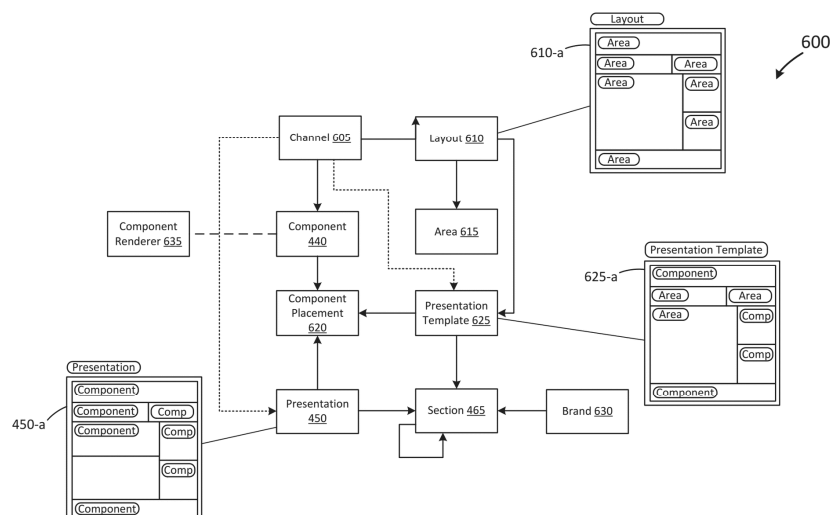 Layout
600
610-a
Area
Area
Area
Area
Area
Area
Area
Channel 605
Layout 610
Component
Renderer 635
Component
440
Area 615
Presentation Template
625-a
Component
Area
Area
Area
Comp
Comp
Component
Component
Placement
620
Presentation
Template 625
Presentation
450-a
Component
Component
Comp
Component
Comp
Comp
Component
Presentation
450
Section 465
Brand 630